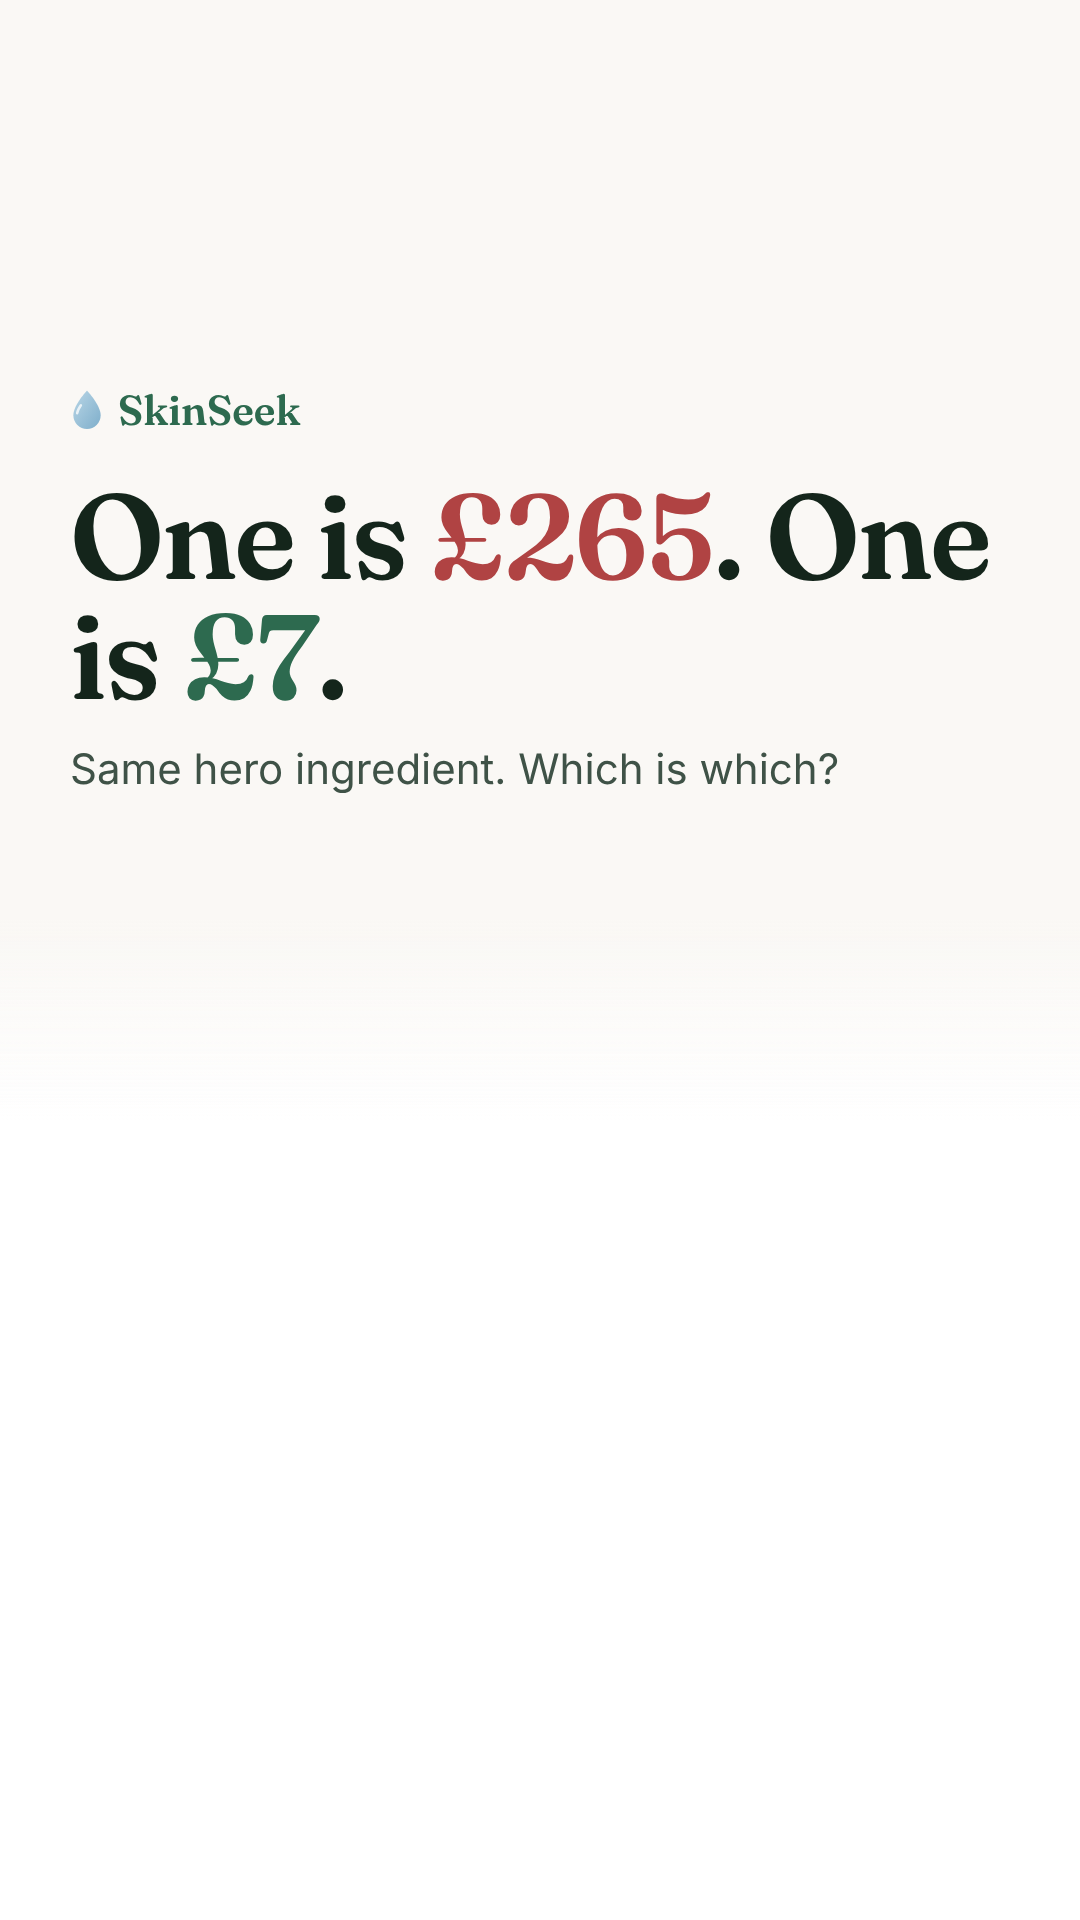 SkinSeek
One is £265. One
is £7.
Same hero ingredient. Which is which?